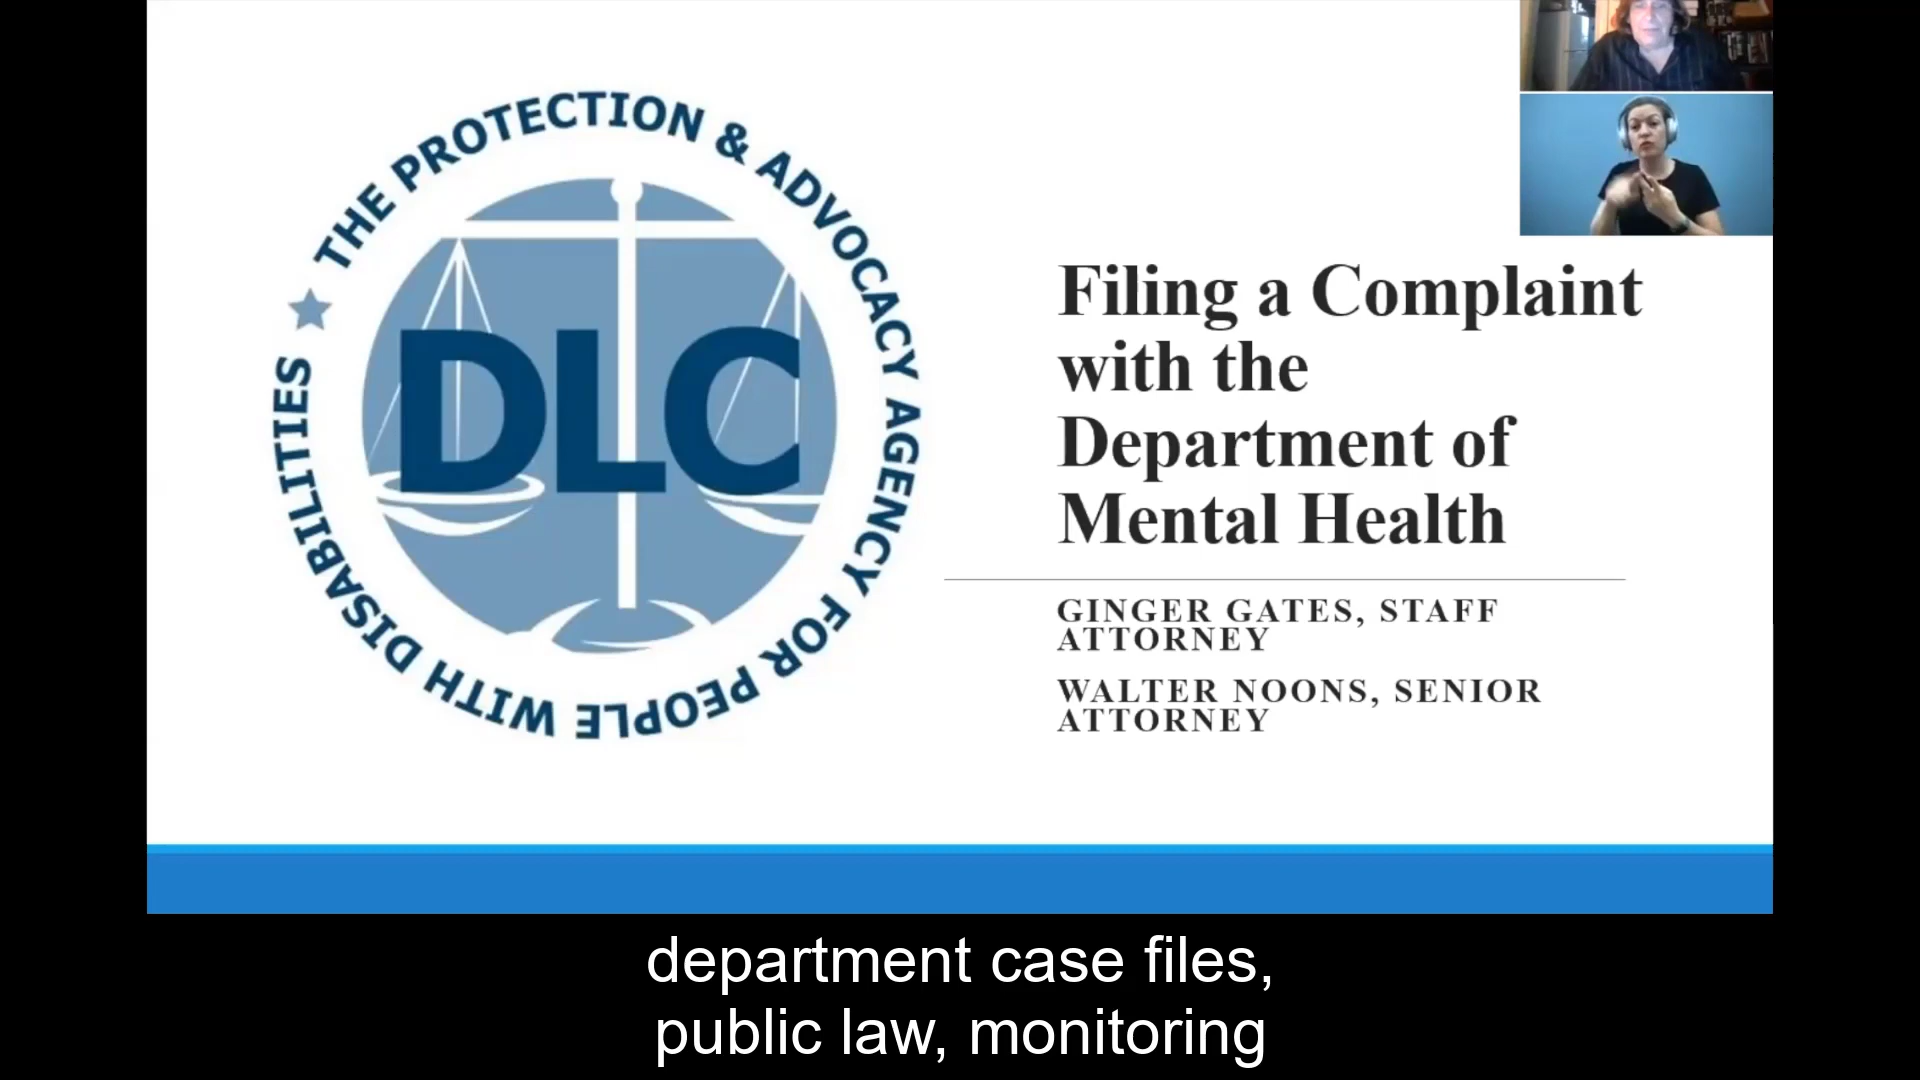 THE PROTECTION & ADVOCACY AGENCY FOR PEOPLE WITH DISABILITIES
DLC
Filing a Complaint
with the
Department of
Mental Health
GINGER GATES, STAFF
ATTORNEY
WALTER NOONS, SENIOR
ATTORNEY
department case files,
public law, monitoring